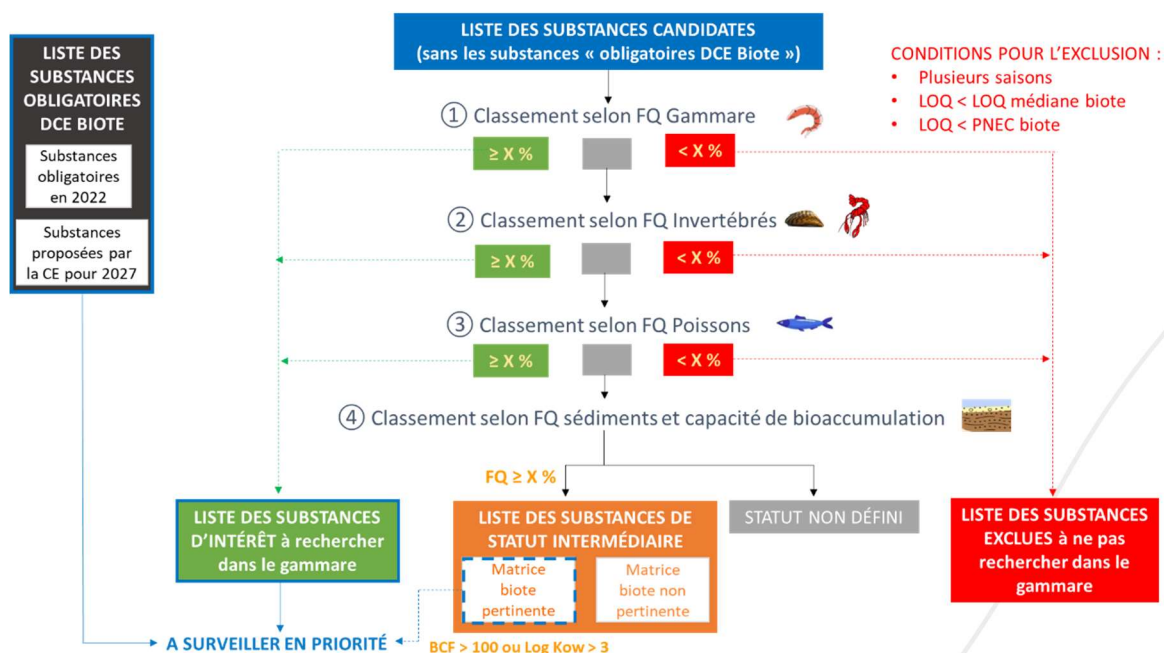 LISTE DES
SUBSTANCES
OBLIGATOIRES
DCE BIOTE
Substances
obligatoires
en 2022
Substances
proposées par
la CE pour 2027
LISTE DES SUBSTANCES CANDIDATES
(sans les substances « obligatoires DCE Biote »)
CONDITIONS POUR L'EXCLUSION :
• Plusieurs saisons
• LOQ < LOQ médiane biote
• LOQ < PNEC biote
① Classement selon FQ Gammare
≥ X %
< X %
② Classement selon FQ Invertébrés
≥ X %
< X %
③ Classement selon FQ Poissons
≥ X %
< X %
④ Classement selon FQ sédiments et capacité de bioaccumulation
FQ ≥ X %
LISTE DES SUBSTANCES
D'INTÉRÊT à rechercher
dans le gammare
LISTE DES SUBSTANCES DE
STATUT INTERMÉDIAIRE
Matrice
biote
pertinente
Matrice
biote non
pertinente
STATUT NON DÉFINI
LISTE DES SUBSTANCES
EXCLUES à ne pas
rechercher dans le
gammare
A SURVEILLER EN PRIORITÉ
BCF > 100 ou Log Kow > 3